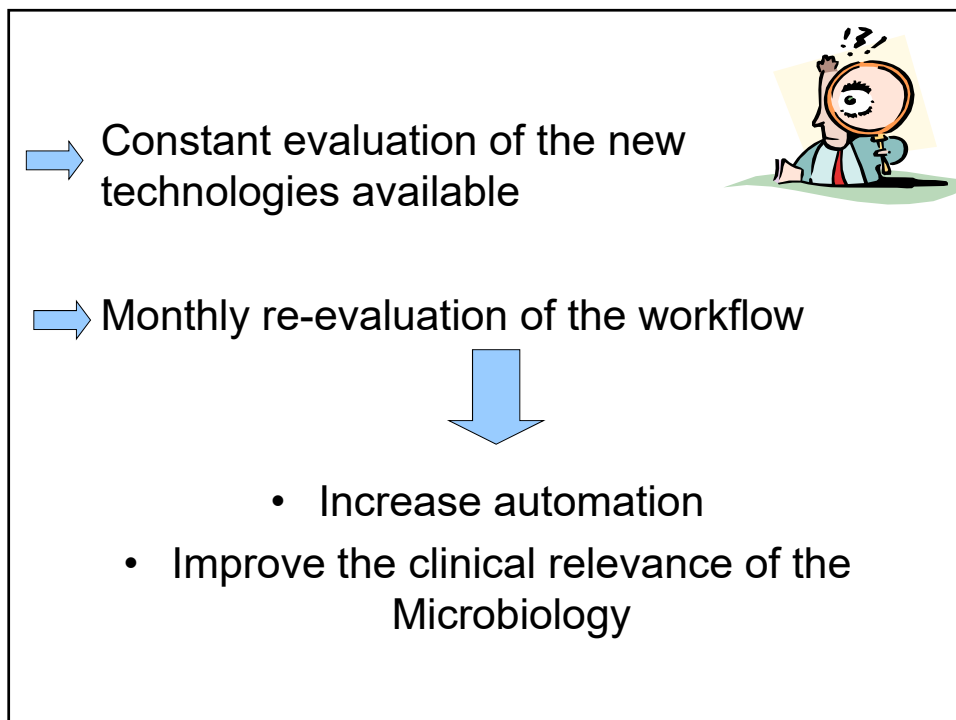 !?!
Constant evaluation of the new
technologies available
Monthly re-evaluation of the workflow
• Increase automation
• Improve the clinical relevance of the
Microbiology